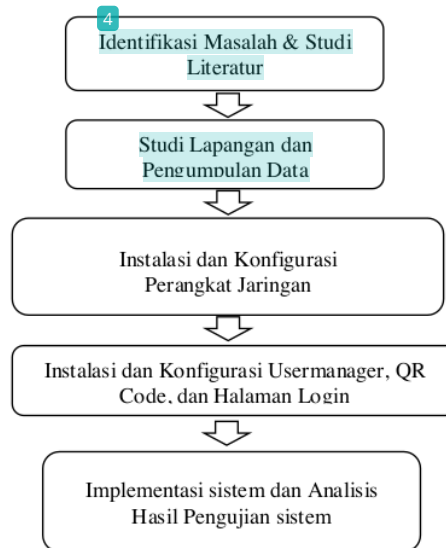 4
Identifikasi Masalah & Studi
Literatur
Studi Lapangan dan
Pengumpulan Data
Instalasi dan Konfigurasi
Perangkat Jaringan
Instalasi dan Konfigurasi Usermanager, QR
Code, dan Halaman Login
Implementasi sistem dan Analisis
Hasil Pengujian sistem